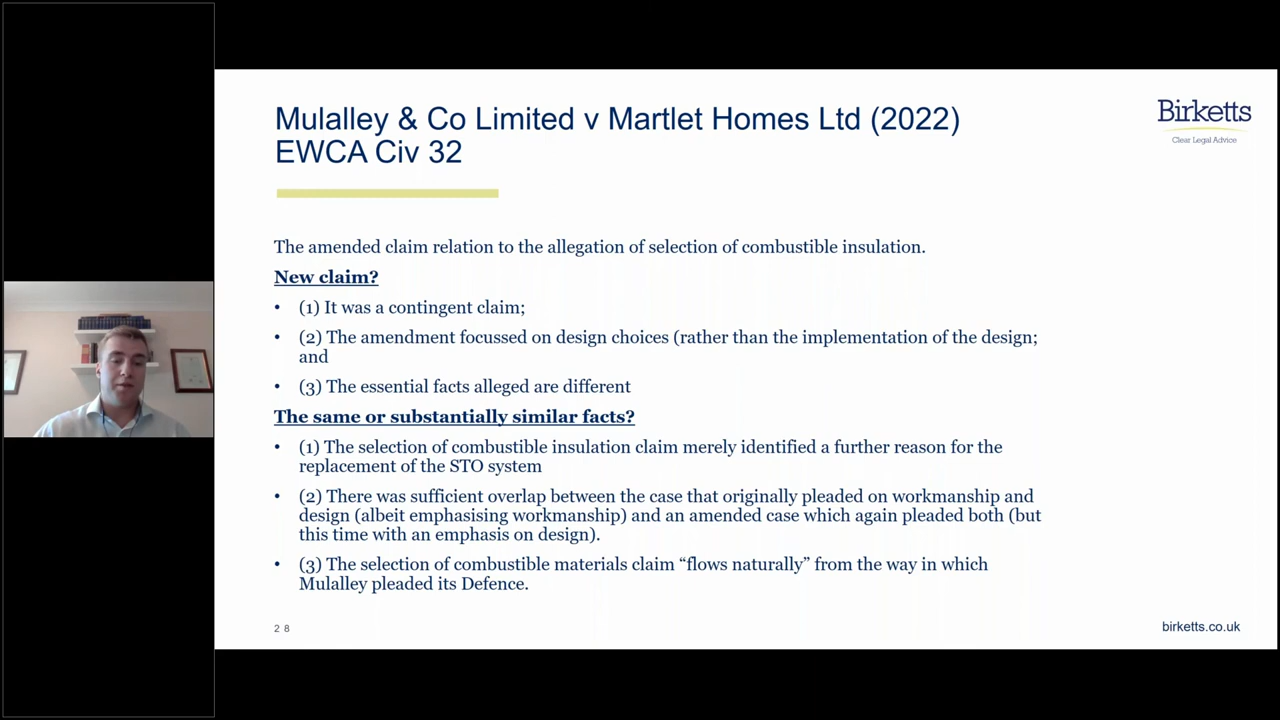 Mulalley & Co Limited v Martlet Homes Ltd (2022)
EWCA Civ 32
Birketts
Clear Legal Advice
The amended claim relation to the allegation of selection of combustible insulation.
New claim?
• (1) It was a contingent claim;
• (2) The amendment focussed on design choices (rather than the implementation of the design;
and
• (3) The essential facts alleged are different
The same or substantially similar facts?
• (1) The selection of combustible insulation claim merely identified a further reason for the
replacement of the STO system
• (2) There was sufficient overlap between the case that originally pleaded on workmanship and
design (albeit emphasising workmanship) and an amended case which again pleaded both (but
this time with an emphasis on design).
• (3) The selection of combustible materials claim “flows naturally” from the way in which
Mulalley pleaded its Defence.
28
birketts.co.uk